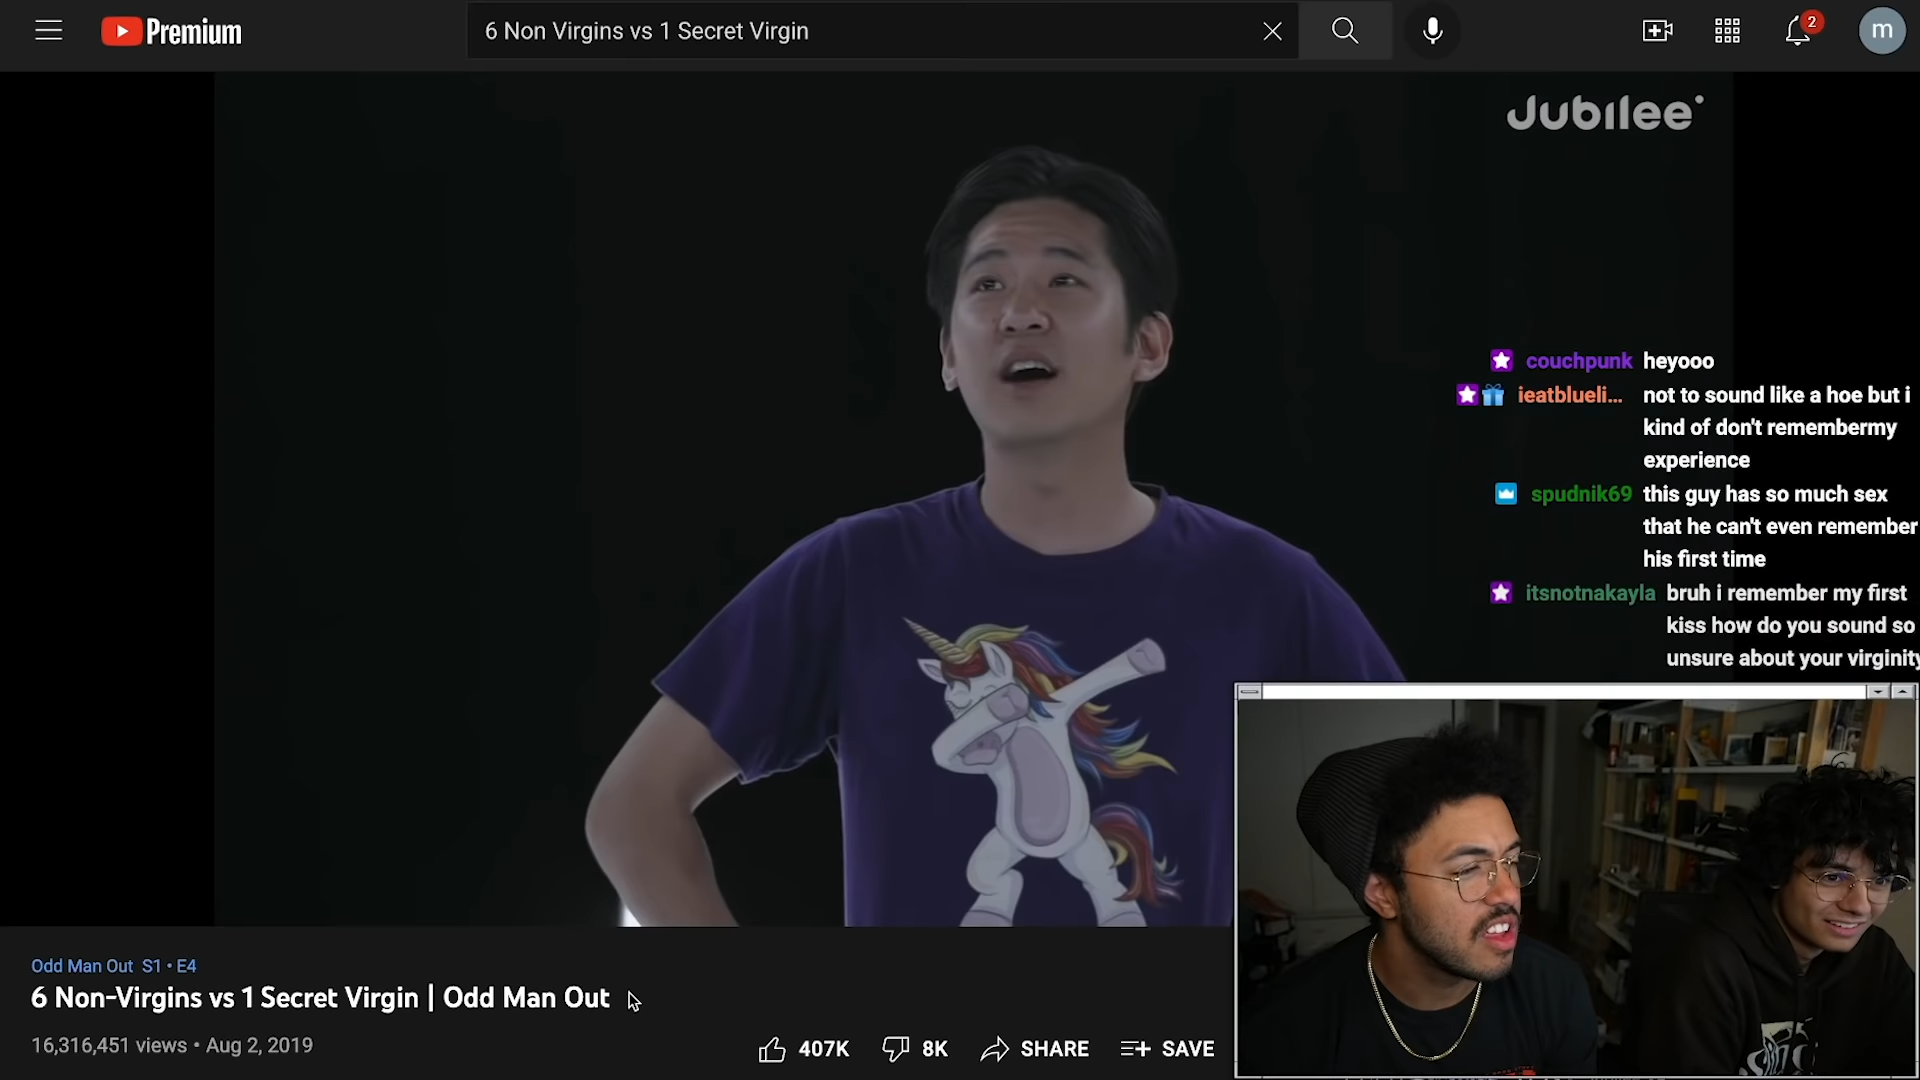 Premium
6 Non Virgins vs 1 Secret Virgin
2
m
Jubilee
couchpunk heyooo
ieatblueli... not to sound like a hoe but i
kind of don't remembermy
experience
spudnik69 this guy has so much sex
that he can't even remember
his first time
itsnotnakayla bruh i remember my first
kiss how do you sound so
unsure about your virginity
Odd Man Out S1 • E4
6 Non-Virgins vs 1 Secret Virgin | Odd Man Out
16,316,451 views • Aug 2, 2019
407K
8K
SHARE
SAVE